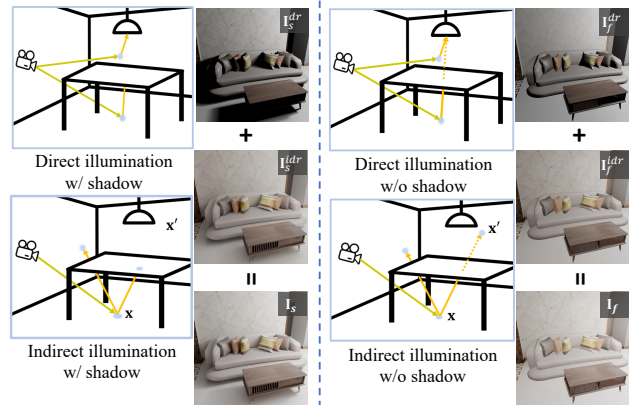 I_s^{dr}
+
Direct illumination
w/ shadow
I_s^{idr}
x′
x
=
Indirect illumination
w/ shadow
I_s
I_f^{dr}
+
Direct illumination
w/o shadow
I_f^{idr}
x′
x
=
Indirect illumination
w/o shadow
I_f